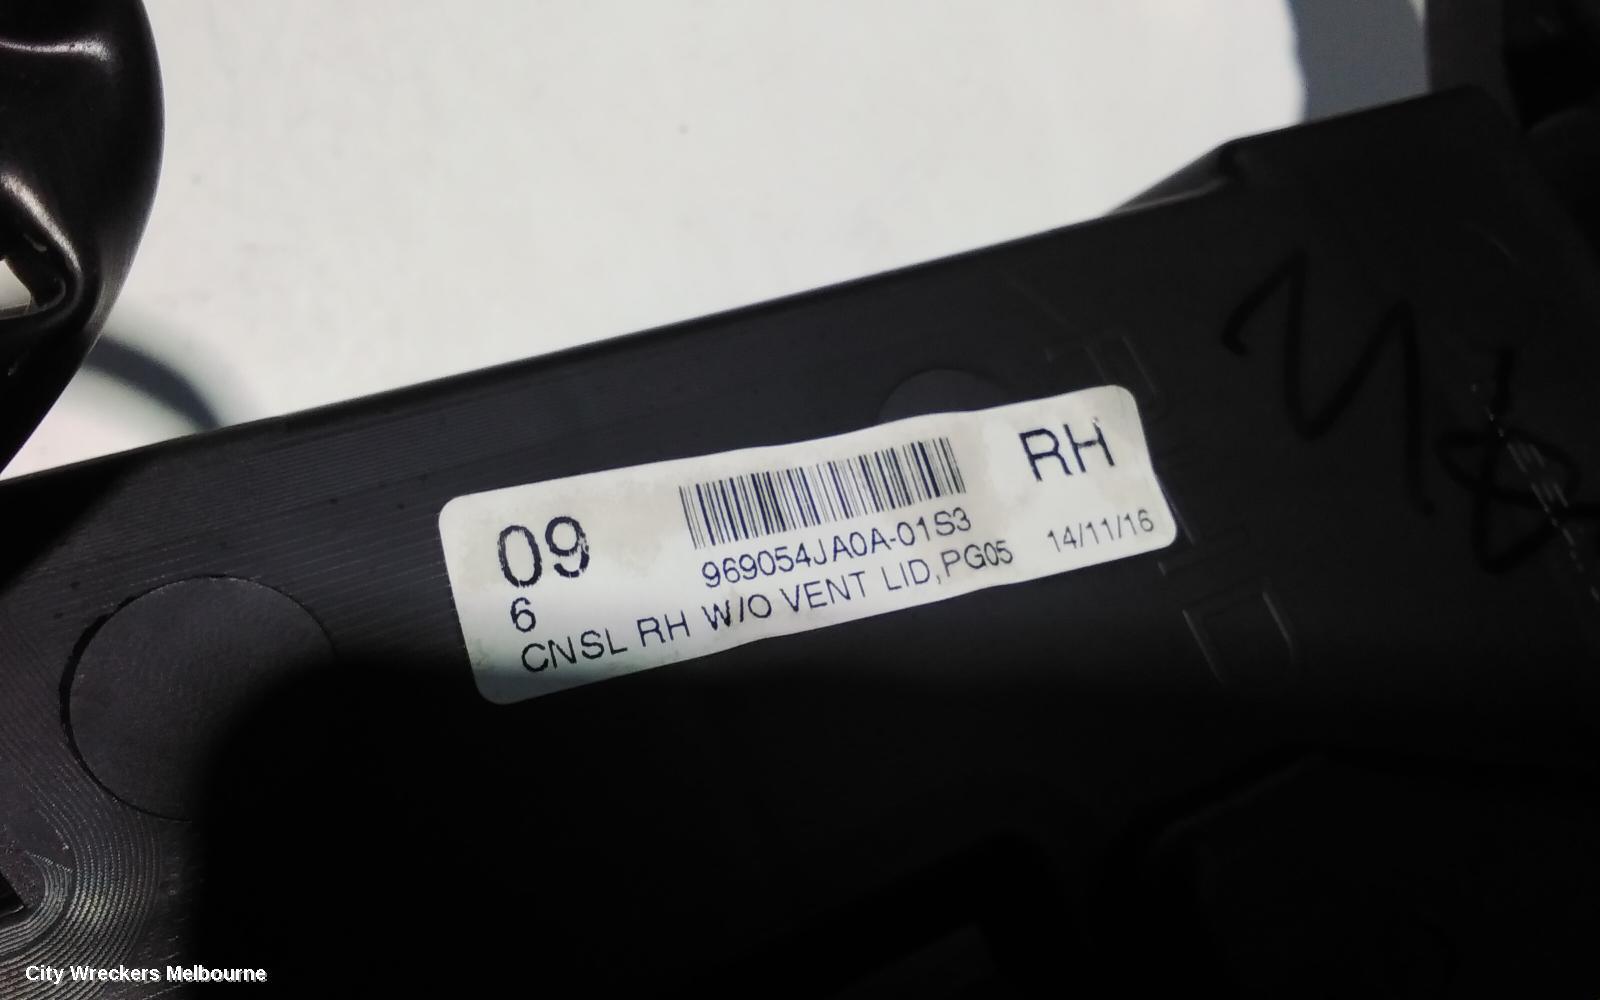 RH
09
969054JA0A-01S3
14/11/16
6
CNSL RH W/O VENT LID,PG05
City Wreckers Melbourne